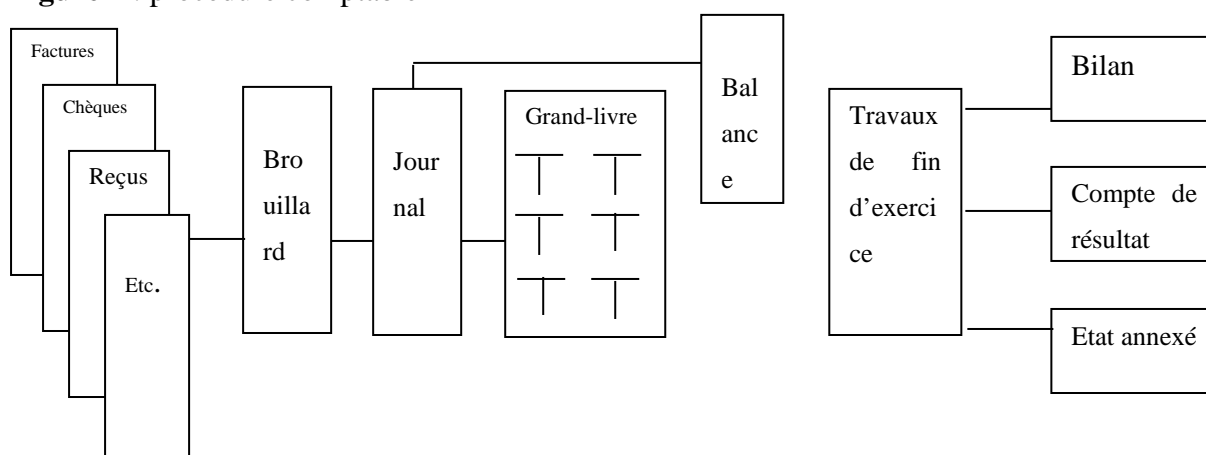 Factures
Chèques
Reçus
Etc.
Bro
uilla
rd
Jour
nal
Grand-livre
Bal
anc
e
Travaux
de fin
d'exerci
ce
Bilan
Compte de
résultat
Etat annexé